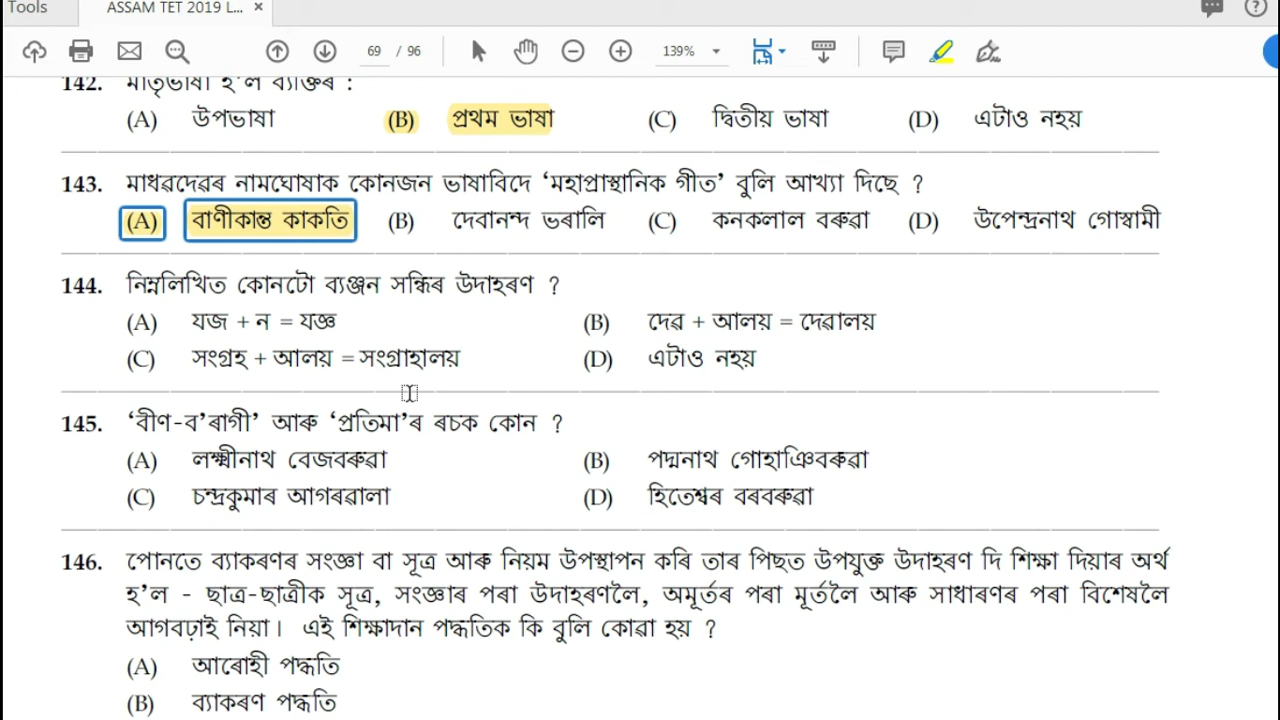 Tools ASSAM TET 2019 L... ×
69 / 96 139%
142. মাতৃভাষা হ'ল ব্যক্তিৰ :
(A) উপভাষা (B) প্ৰথম ভাষা (C) দ্বিতীয় ভাষা (D) এটাও নহয়
143. মাধৱদেৱৰ নামঘোষাক কোনজন ভাষাবিদে ‘মহাপ্ৰাস্থানিক গীত’ বুলি আখ্যা দিছে ?
(A) বাণীকান্ত কাকতি (B) দেবানন্দ ভৰালি (C) কনকলাল বৰুৱা (D) উপেন্দ্ৰনাথ গোস্বামী
144. নিম্নলিখিত কোনটো ব্যঞ্জন সন্ধিৰ উদাহৰণ ?
(A) যজ + ন = যজ্ঞ (B) দেৱ + আলয় = দেৱালয়
(C) সংগ্ৰহ + আলয় = সংগ্ৰাহালয় (D) এটাও নহয়
145. ‘বীণ-ব’ৰাগী’ আৰু ‘প্ৰতিমা’ৰ ৰচক কোন ?
(A) লক্ষ্মীনাথ বেজবৰুৱা (B) পদ্মনাথ গোহাঞিবৰুৱা
(C) চন্দ্ৰকুমাৰ আগৰৱালা (D) হিতেশ্বৰ বৰবৰুৱা
146. পোনতে ব্যাকৰণৰ সংজ্ঞা বা সূত্ৰ আৰু নিয়ম উপস্থাপন কৰি তাৰ পিছত উপযুক্ত উদাহৰণ দি শিক্ষা দিয়াৰ অৰ্থ
হ'ল - ছাত্ৰ-ছাত্ৰীক সূত্ৰ, সংজ্ঞাৰ পৰা উদাহৰণলৈ, অমূৰ্তৰ পৰা মূৰ্তলৈ আৰু সাধাৰণৰ পৰা বিশেষলৈ
আগবঢ়াই নিয়া। এই শিক্ষাদান পদ্ধতিক কি বুলি কোৱা হয় ?
(A) আৰোহী পদ্ধতি
(B) ব্যাকৰণ পদ্ধতি